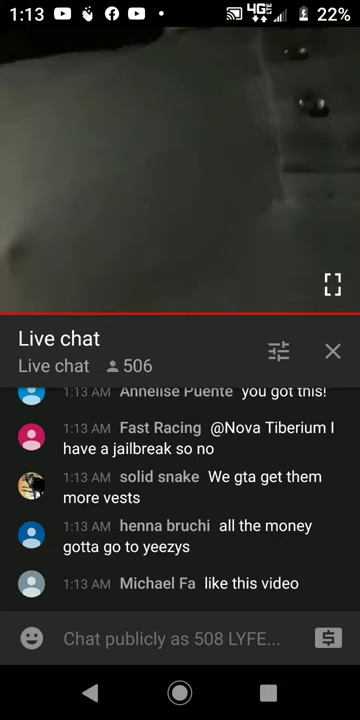 1:13 4G 22%
Live chat
Live chat 506
1:13 AM Annelise Puente you got this!
1:13 AM Fast Racing @Nova Tiberium I
have a jailbreak so no
1:13 AM solid snake We gta get them
more vests
1:13 AM henna bruchi all the money
gotta go to yeezys
1:13 AM Michael Fa like this video
Chat publicly as 508 LYFE...